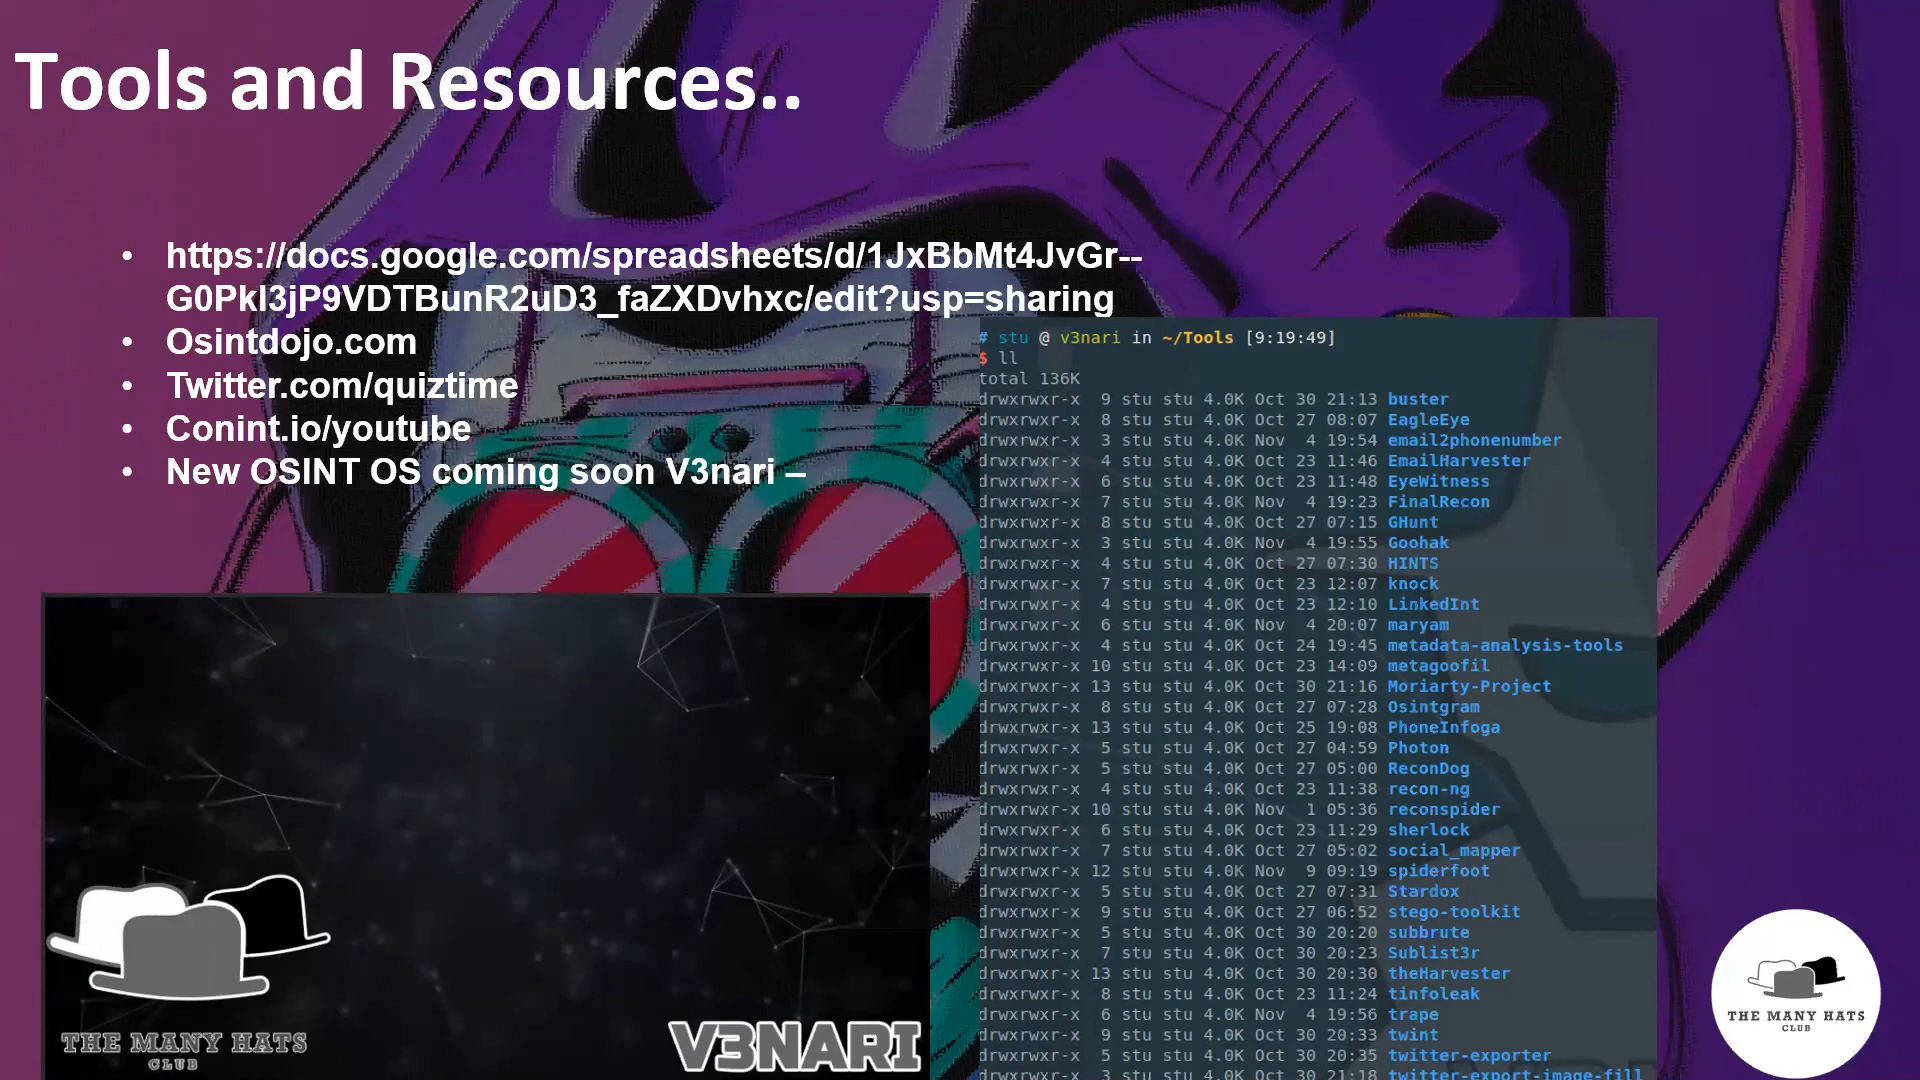 Tools and Resources..
• https://docs.google.com/spreadsheets/d/1JxBbMt4JvGr--
G0PkI3jP9VDTBunR2uD3_faZXDvhxc/edit?usp=sharing
• Osintdojo.com
• Twitter.com/quiztime
• Conint.io/youtube
• New OSINT OS coming soon V3nari –
# stu @ v3nari in ~/Tools [9:19:49]
$ ll
total 136K
drwxrwxr-x 9 stu stu 4.0K Oct 30 21:13 buster
drwxrwxr-x 8 stu stu 4.0K Oct 27 08:07 EagleEye
drwxrwxr-x 3 stu stu 4.0K Nov 4 19:54 email2phonenumber
drwxrwxr-x 4 stu stu 4.0K Oct 23 11:46 EmailHarvester
drwxrwxr-x 6 stu stu 4.0K Oct 23 11:48 EyeWitness
drwxrwxr-x 7 stu stu 4.0K Nov 4 19:23 FinalRecon
drwxrwxr-x 8 stu stu 4.0K Oct 27 07:15 GHunt
drwxrwxr-x 3 stu stu 4.0K Nov 4 19:55 Goohak
drwxrwxr-x 4 stu stu 4.0K Oct 27 07:30 HINTS
drwxrwxr-x 7 stu stu 4.0K Oct 23 12:07 knock
drwxrwxr-x 4 stu stu 4.0K Oct 23 12:10 LinkedInt
drwxrwxr-x 6 stu stu 4.0K Nov 4 20:07 maryam
drwxrwxr-x 4 stu stu 4.0K Oct 24 19:45 metadata-analysis-tools
drwxrwxr-x 10 stu stu 4.0K Oct 23 14:09 metagoofil
drwxrwxr-x 13 stu stu 4.0K Oct 30 21:16 Moriarty-Project
drwxrwxr-x 8 stu stu 4.0K Oct 27 07:28 Osintgram
drwxrwxr-x 13 stu stu 4.0K Oct 25 19:08 PhoneInfoga
drwxrwxr-x 5 stu stu 4.0K Oct 27 04:59 Photon
drwxrwxr-x 5 stu stu 4.0K Oct 27 05:00 ReconDog
drwxrwxr-x 4 stu stu 4.0K Oct 23 11:38 recon-ng
drwxrwxr-x 10 stu stu 4.0K Nov 1 05:36 reconspider
drwxrwxr-x 6 stu stu 4.0K Oct 23 11:29 sherlock
drwxrwxr-x 7 stu stu 4.0K Oct 27 05:02 social_mapper
drwxrwxr-x 12 stu stu 4.0K Nov 9 09:19 spiderfoot
drwxrwxr-x 5 stu stu 4.0K Oct 27 07:31 Stardox
drwxrwxr-x 9 stu stu 4.0K Oct 27 06:52 stego-toolkit
drwxrwxr-x 5 stu stu 4.0K Oct 30 20:20 subbrute
drwxrwxr-x 7 stu stu 4.0K Oct 30 20:23 Sublist3r
drwxrwxr-x 13 stu stu 4.0K Oct 30 20:30 theHarvester
drwxrwxr-x 8 stu stu 4.0K Oct 23 11:24 tinfoleak
drwxrwxr-x 6 stu stu 4.0K Nov 4 19:56 trape
drwxrwxr-x 9 stu stu 4.0K Oct 30 20:33 twint
drwxrwxr-x 5 stu stu 4.0K Oct 30 20:35 twitter-exporter
drwxrwxr-x 3 stu stu 4.0K Oct 30 21:18 twitter-export-image-fill
THE MANY HATS
CLUB
V3NARI
THE MANY HATS
CLUB